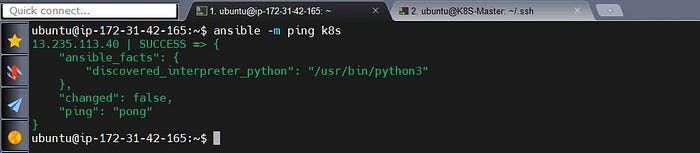 Quick connect...
1. ubuntu@ip-172-31-42-165: ~
2. ubuntu@K8S-Master: ~/.ssh
ubuntu@ip-172-31-42-165:~$ ansible -m ping k8s
13.235.113.40 | SUCCESS => {
    "ansible_facts": {
        "discovered_interpreter_python": "/usr/bin/python3"
    },
    "changed": false,
    "ping": "pong"
}
ubuntu@ip-172-31-42-165:~$